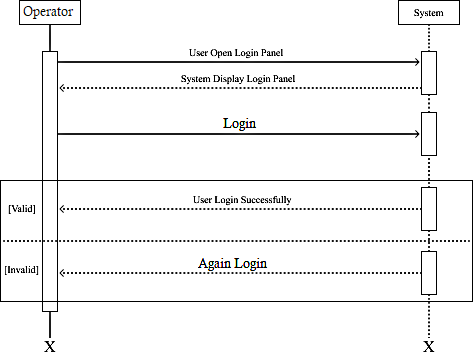 Operator
System
User Open Login Panel
System Display Login Panel
Login
User Login Successfully
[Valid]
Again Login
[Invalid]
X
X